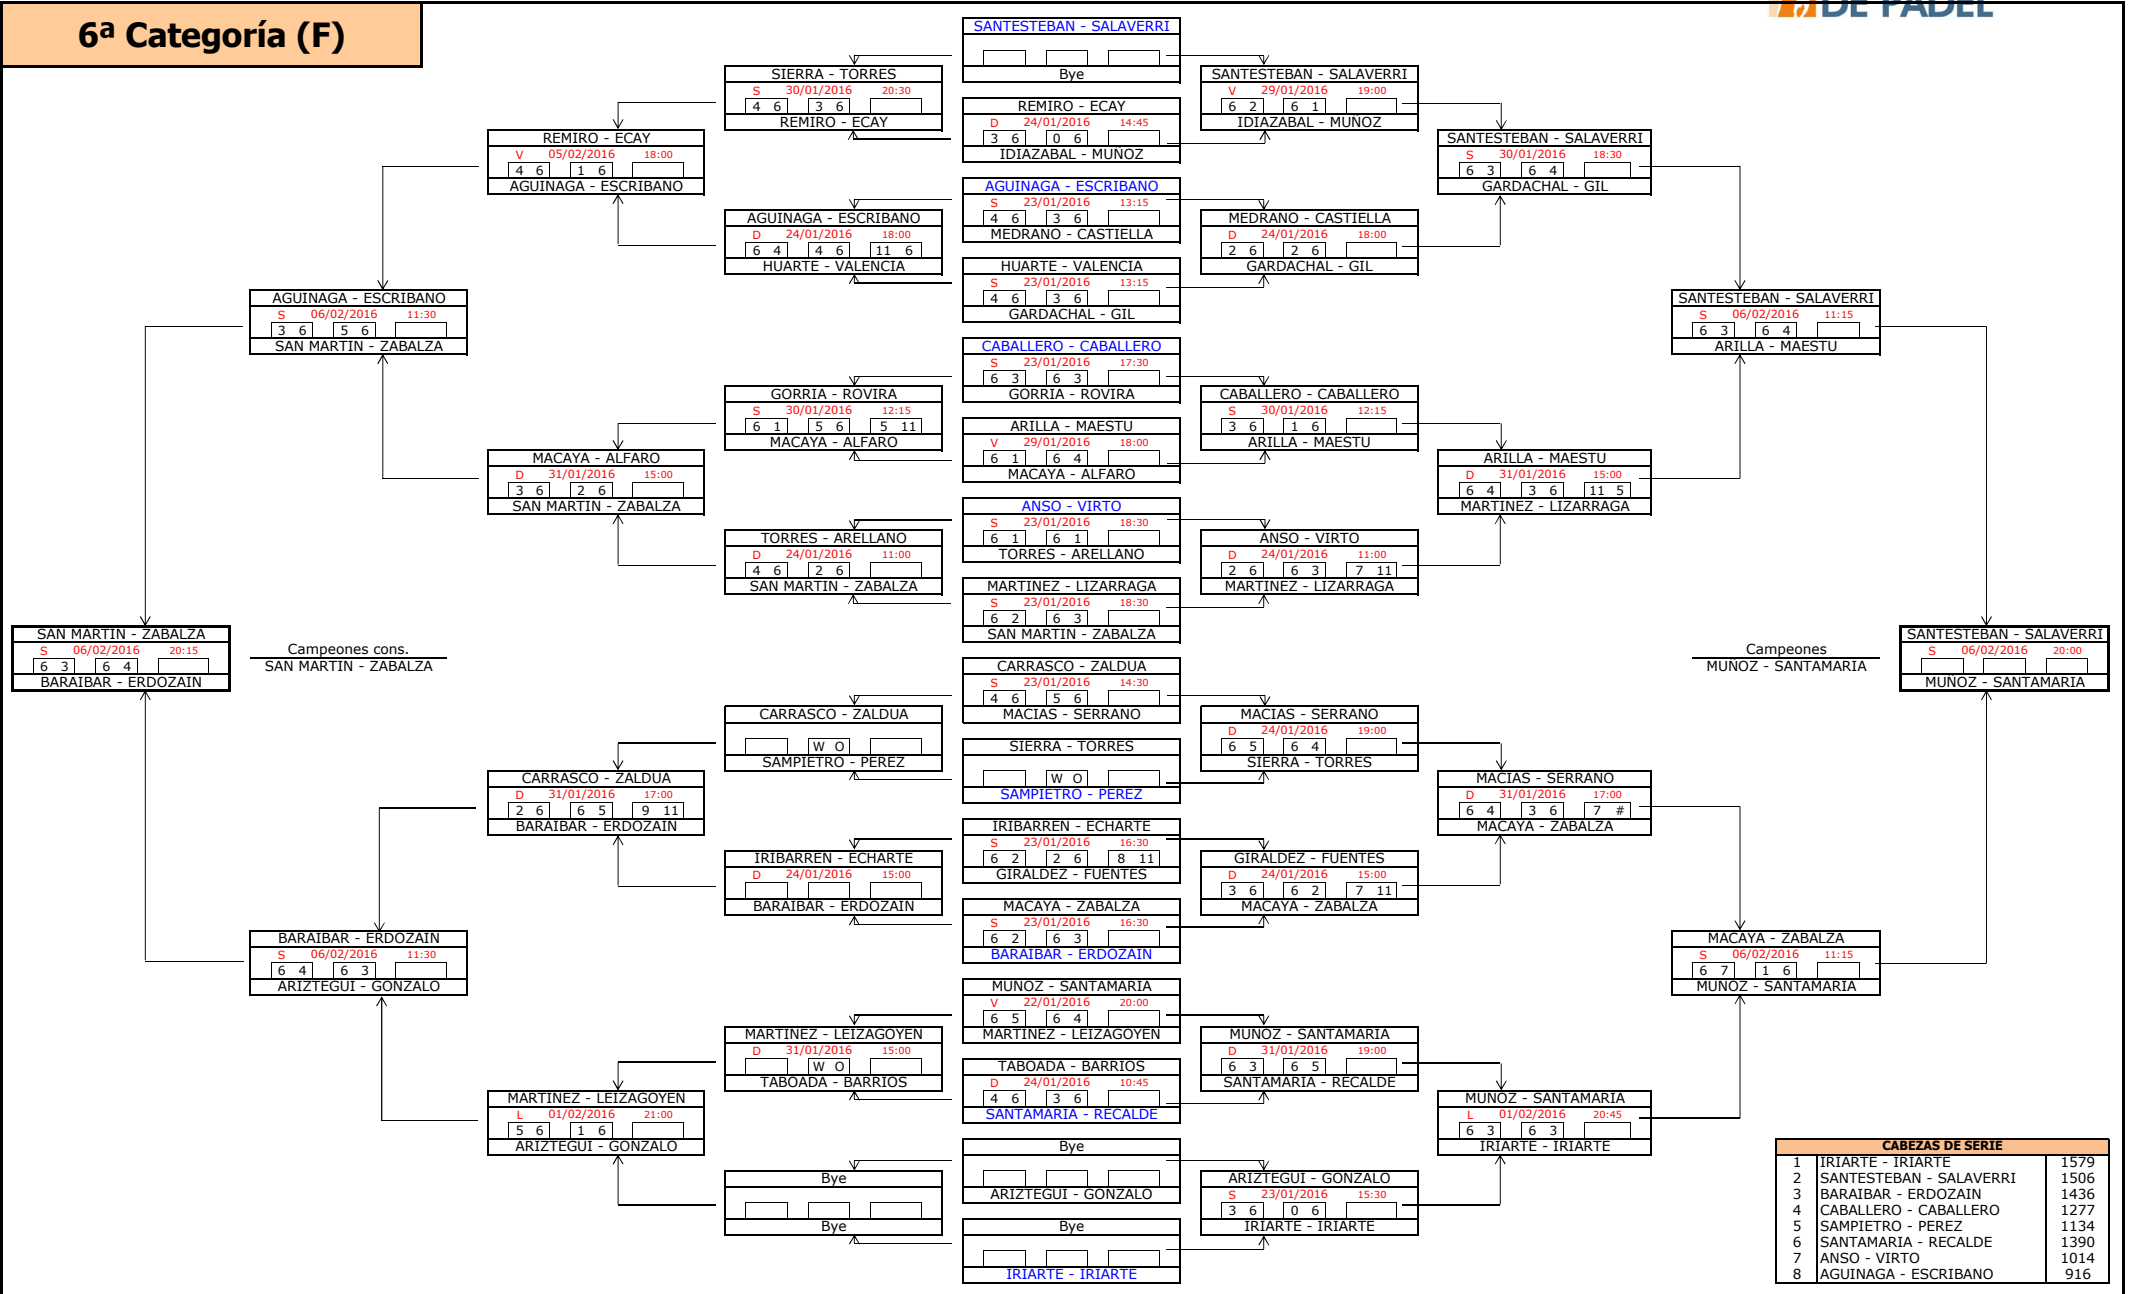 6ª Categoría (F)
DE PADEL
SANTESTEBAN - SALAVERRI
Bye
REMIRO - ECAY
D 24/01/2016 14:45
3 6 0 6
IDIAZABAL - MUÑOZ
AGUINAGA - ESCRIBANO
S 23/01/2016 13:15
4 6 3 6
MEDRANO - CASTIELLA
HUARTE - VALENCIA
S 23/01/2016 13:15
4 6 3 6
GARDACHAL - GIL
CABALLERO - CABALLERO
S 23/01/2016 17:30
6 3 6 3
GORRIA - ROVIRA
ARILLA - MAESTU
V 29/01/2016 18:00
6 1 6 4
MACAYA - ALFARO
ANSO - VIRTO
S 23/01/2016 18:30
6 1 6 1
TORRES - ARELLANO
MARTINEZ - LIZARRAGA
S 23/01/2016 18:30
6 2 6 3
SAN MARTIN - ZABALZA
CARRASCO - ZALDUA
S 23/01/2016 14:30
4 6 5 6
MACIAS - SERRANO
SIERRA - TORRES
W O
SAMPIETRO - PEREZ
IRIBARREN - ECHARTE
S 23/01/2016 16:30
6 2 2 6 8 11
GIRALDEZ - FUENTES
MACAYA - ZABALZA
S 23/01/2016 16:30
6 2 6 3
BARAIBAR - ERDOZAIN
MUÑOZ - SANTAMARIA
V 22/01/2016 20:00
6 5 6 4
MARTINEZ - LEIZAGOYEN
TABOADA - BARRIOS
D 24/01/2016 10:45
4 6 3 6
SANTAMARIA - RECALDE
Bye
ARIZTEGUI - GONZALO
Bye
IRIARTE - IRIARTE
SIERRA - TORRES
S 30/01/2016 20:30
4 6 3 6
REMIRO - ECAY
AGUINAGA - ESCRIBANO
D 24/01/2016 18:00
6 4 4 6 11 6
HUARTE - VALENCIA
GORRIA - ROVIRA
S 30/01/2016 12:15
6 1 5 6 5 11
MACAYA - ALFARO
TORRES - ARELLANO
D 24/01/2016 11:00
4 6 2 6
SAN MARTIN - ZABALZA
CARRASCO - ZALDUA
W O
SAMPIETRO - PEREZ
IRIBARREN - ECHARTE
D 24/01/2016 15:00
BARAIBAR - ERDOZAIN
MARTINEZ - LEIZAGOYEN
D 31/01/2016 15:00
W O
TABOADA - BARRIOS
Bye
Bye
REMIRO - ECAY
V 05/02/2016 18:00
4 6 1 6
AGUINAGA - ESCRIBANO
MACAYA - ALFARO
D 31/01/2016 15:00
3 6 2 6
SAN MARTIN - ZABALZA
CARRASCO - ZALDUA
D 31/01/2016 17:00
2 6 6 5 9 11
BARAIBAR - ERDOZAIN
MARTINEZ - LEIZAGOYEN
L 01/02/2016 21:00
5 6 1 6
ARIZTEGUI - GONZALO
AGUINAGA - ESCRIBANO
S 06/02/2016 11:30
3 6 5 6
SAN MARTIN - ZABALZA
BARAIBAR - ERDOZAIN
S 06/02/2016 11:30
6 4 6 3
ARIZTEGUI - GONZALO
SAN MARTIN - ZABALZA
S 06/02/2016 20:15
6 3 6 4
BARAIBAR - ERDOZAIN
Campeones cons.
SAN MARTIN - ZABALZA
SANTESTEBAN - SALAVERRI
V 29/01/2016 19:00
6 2 6 1
IDIAZABAL - MUÑOZ
MEDRANO - CASTIELLA
D 24/01/2016 18:00
2 6 2 6
GARDACHAL - GIL
CABALLERO - CABALLERO
S 30/01/2016 12:15
3 6 1 6
ARILLA - MAESTU
ANSO - VIRTO
D 24/01/2016 11:00
2 6 6 3 7 11
MARTINEZ - LIZARRAGA
MACIAS - SERRANO
D 24/01/2016 19:00
6 5 6 4
SIERRA - TORRES
GIRALDEZ - FUENTES
D 24/01/2016 15:00
3 6 6 2 7 11
MACAYA - ZABALZA
MUÑOZ - SANTAMARIA
D 31/01/2016 19:00
6 3 6 5
SANTAMARIA - RECALDE
ARIZTEGUI - GONZALO
S 23/01/2016 15:30
3 6 0 6
IRIARTE - IRIARTE
SANTESTEBAN - SALAVERRI
S 30/01/2016 18:30
6 3 6 4
GARDACHAL - GIL
ARILLA - MAESTU
D 31/01/2016 15:00
6 4 3 6 11 5
MARTINEZ - LIZARRAGA
MACIAS - SERRANO
D 31/01/2016 17:00
6 4 3 6 7 #
MACAYA - ZABALZA
MUÑOZ - SANTAMARIA
L 01/02/2016 20:45
6 3 6 3
IRIARTE - IRIARTE
SANTESTEBAN - SALAVERRI
S 06/02/2016 11:15
6 3 6 4
ARILLA - MAESTU
MACAYA - ZABALZA
S 06/02/2016 11:15
6 7 1 6
MUÑOZ - SANTAMARIA
Campeones
MUÑOZ - SANTAMARIA
SANTESTEBAN - SALAVERRI
S 06/02/2016 20:00
MUÑOZ - SANTAMARIA
CABEZAS DE SERIE
1 IRIARTE - IRIARTE 1579
2 SANTESTEBAN - SALAVERRI 1506
3 BARAIBAR - ERDOZAIN 1436
4 CABALLERO - CABALLERO 1277
5 SAMPIETRO - PEREZ 1134
6 SANTAMARIA - RECALDE 1390
7 ANSO - VIRTO 1014
8 AGUINAGA - ESCRIBANO 916